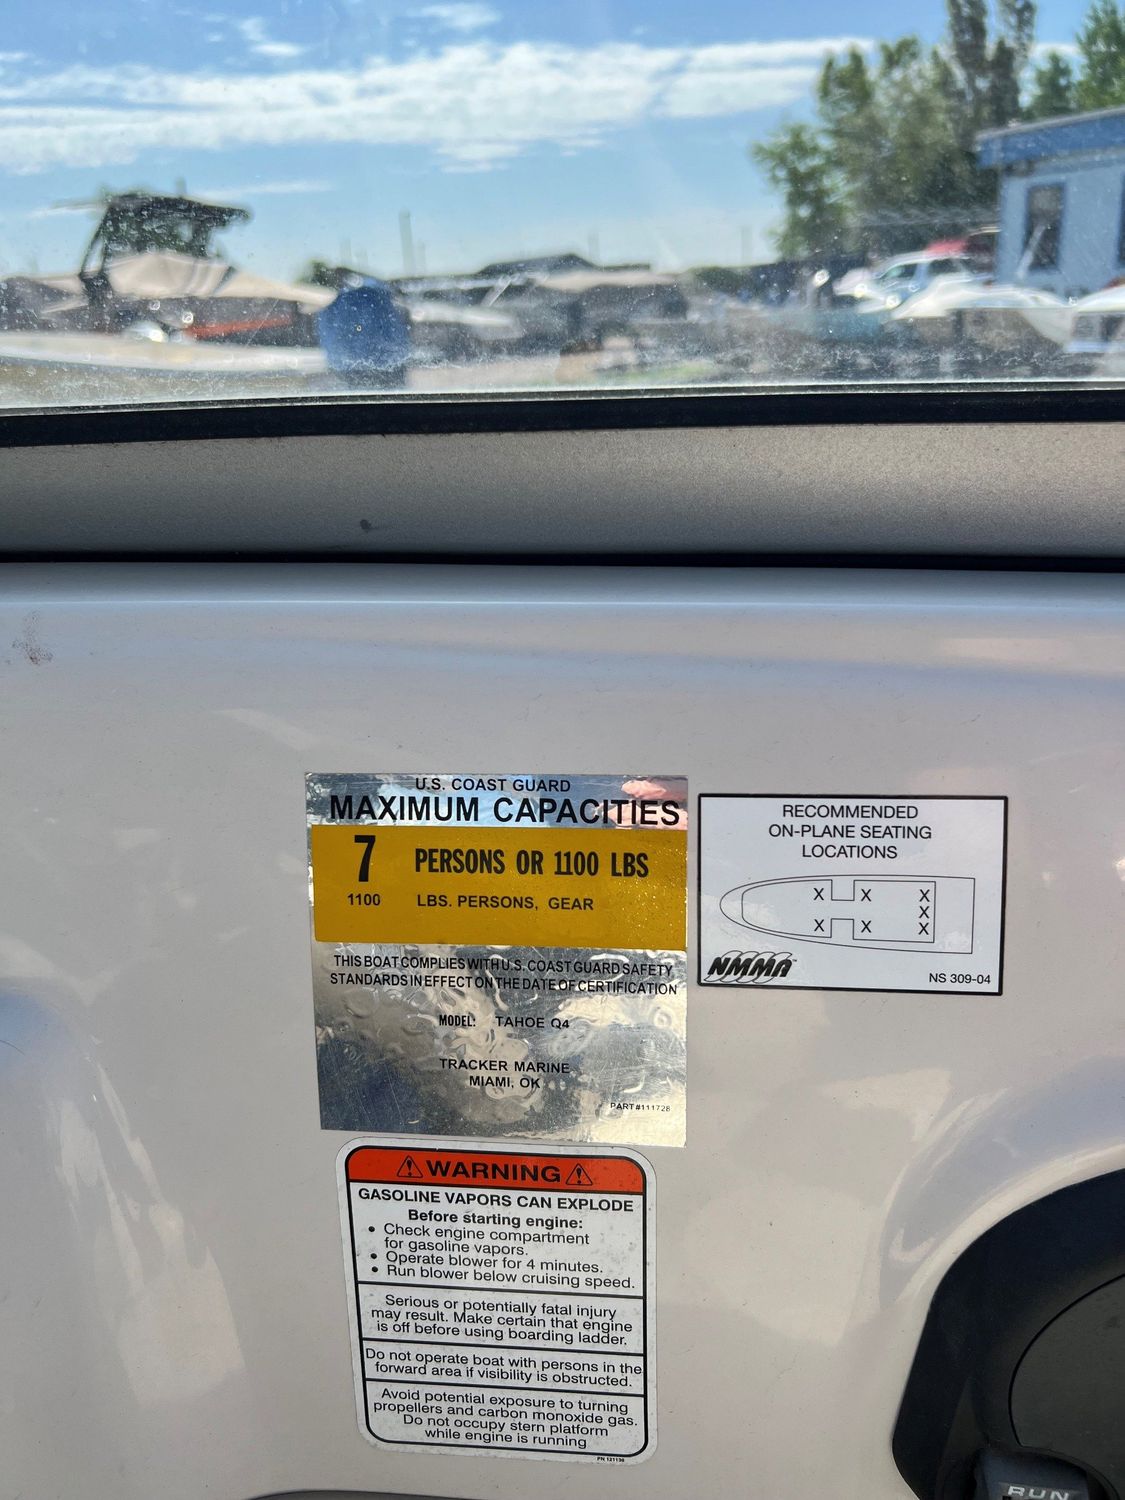 U.S. COAST GUARD
MAXIMUM CAPACITIES
7 PERSONS OR 1100 LBS
1100 LBS. PERSONS, GEAR
THIS BOAT COMPLIES WITH U.S. COAST GUARD SAFETY
STANDARDS IN EFFECT ON THE DATE OF CERTIFICATION
MODEL: TAHOE Q4
TRACKER MARINE
MIAMI, OK
PART#111728
RECOMMENDED
ON-PLANE SEATING
LOCATIONS
X X X
X
X X X
NMMA
NS 309-04
WARNING
GASOLINE VAPORS CAN EXPLODE
Before starting engine:
• Check engine compartment
for gasoline vapors.
• Operate blower for 4 minutes.
• Run blower below cruising speed.
Serious or potentially fatal injury
may result. Make certain that engine
is off before using boarding ladder.
Do not operate boat with persons in the
forward area if visibility is obstructed.
Avoid potential exposure to turning
propellers and carbon monoxide gas.
Do not occupy stern platform
while engine is running
PN 121136
RUN